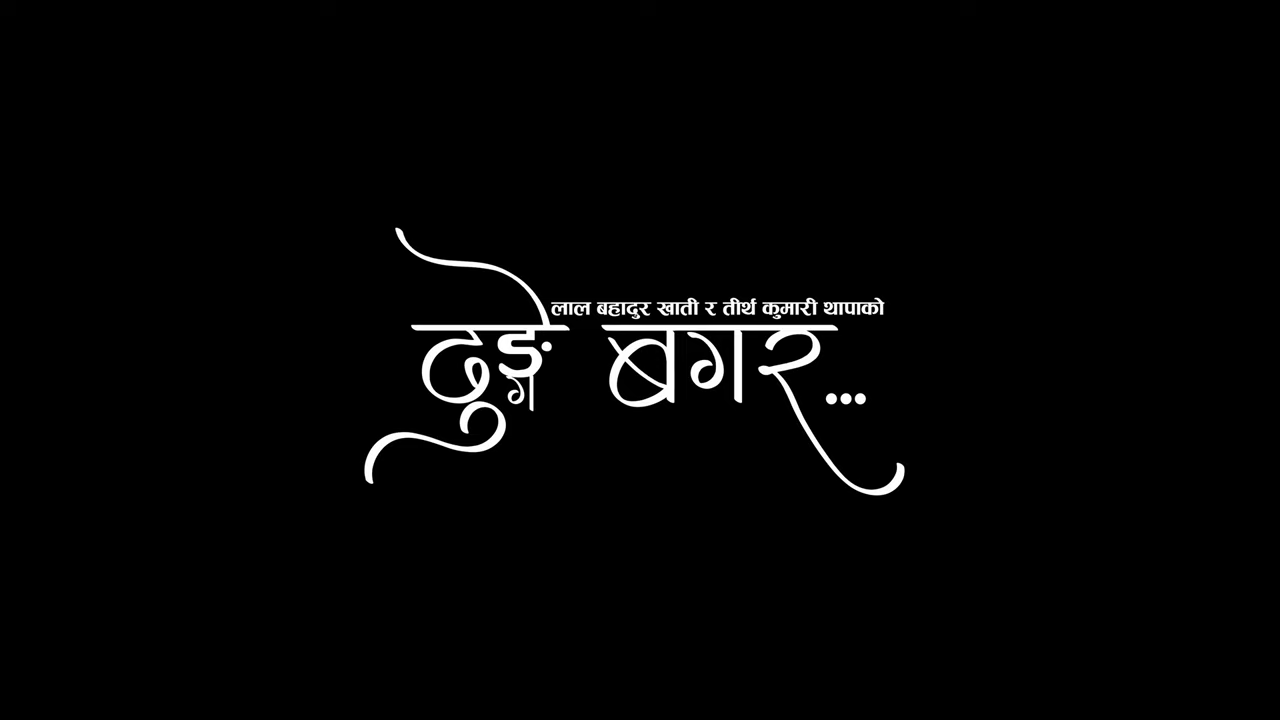 लाल बहादुर खाती र तीर्थ कुमारी थापाको
ढुङ्गे बगर...